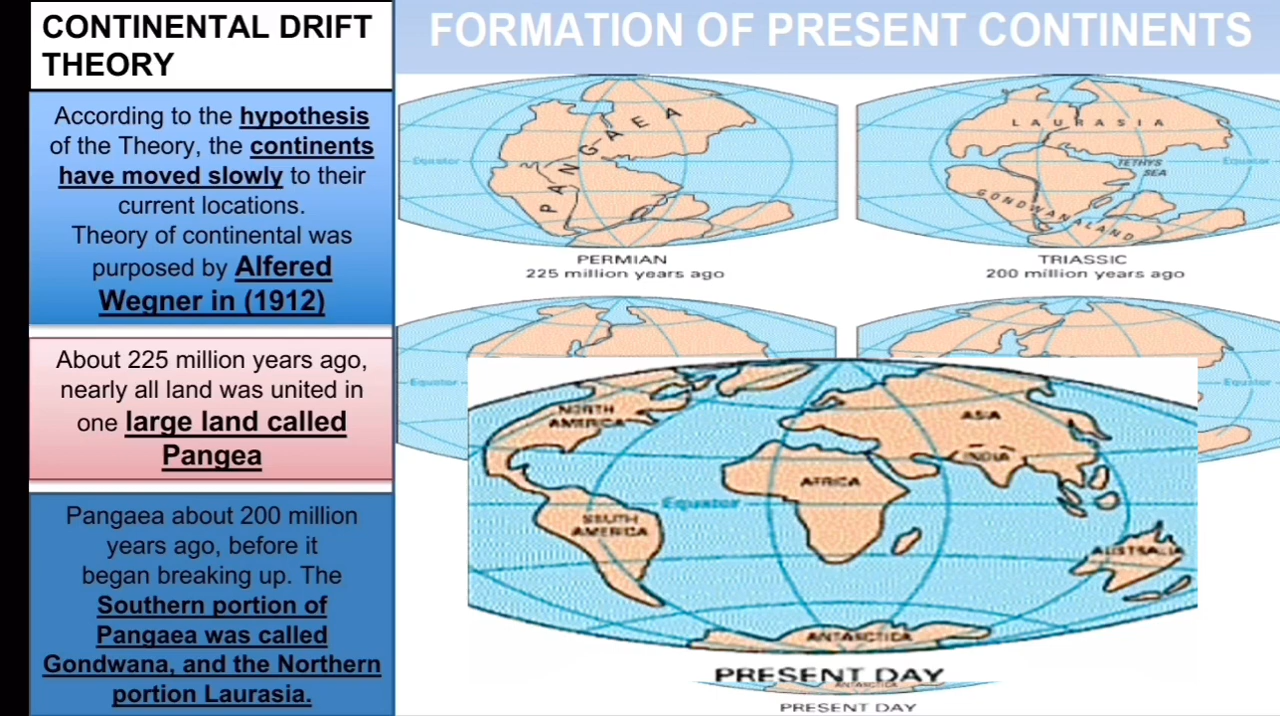 CONTINENTAL DRIFT
THEORY
According to the hypothesis
of the Theory, the continents
have moved slowly to their
current locations.
Theory of continental was
purposed by Alfered
Wegner in (1912)
About 225 million years ago,
nearly all land was united in
one large land called
Pangea
Pangaea about 200 million
years ago, before it
began breaking up. The
Southern portion of
Pangaea was called
Gondwana, and the Northern
portion Laurasia.
FORMATION OF PRESENT CONTINENTS
PANGAEA
Equator
PERMIAN
225 million years ago
LAURASIA
TETHYS
SEA
Equator
GONDWANALAND
TRIASSIC
200 million years ago
Equator
Equator
NORTH
AMERICA
ASIA
INDIA
AFRICA
Equator
SOUTH
AMERICA
AUSTRALIA
ANTARCTICA
PRESENT DAY
ANTARCTICA
PRESENT DAY